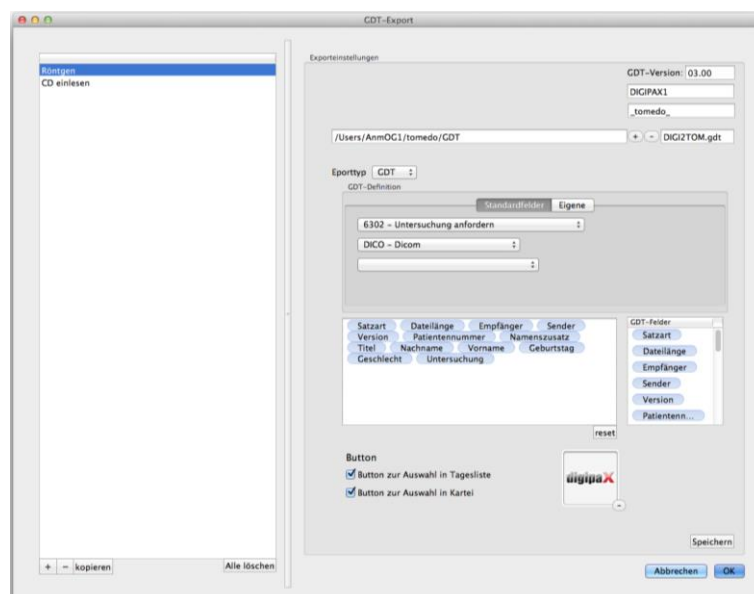 GDT-Export
Röntgen
CD einlesen
+ − kopieren
Alle löschen
Exporteinstellungen
GDT-Version: 03.00
DIGIPAX1
_tomedo_
/Users/AnmOG1/tomedo/GDT
+ −
DIGI2TOM.gdt
Eporttyp GDT
GDT-Definition
Standardfelder Eigene
6302 - Untersuchung anfordern
DICO - Dicom
Satzart Dateilänge Empfänger Sender
Version Patientennummer Namenszusatz
Titel Nachname Vorname Geburtstag
Geschlecht Untersuchung
GDT-Felder
Satzart
Dateilänge
Empfänger
Sender
Version
Patientenn...
reset
Button
Button zur Auswahl in Tagesliste
Button zur Auswahl in Kartei
digipaX
-
Speichern
Abbrechen OK